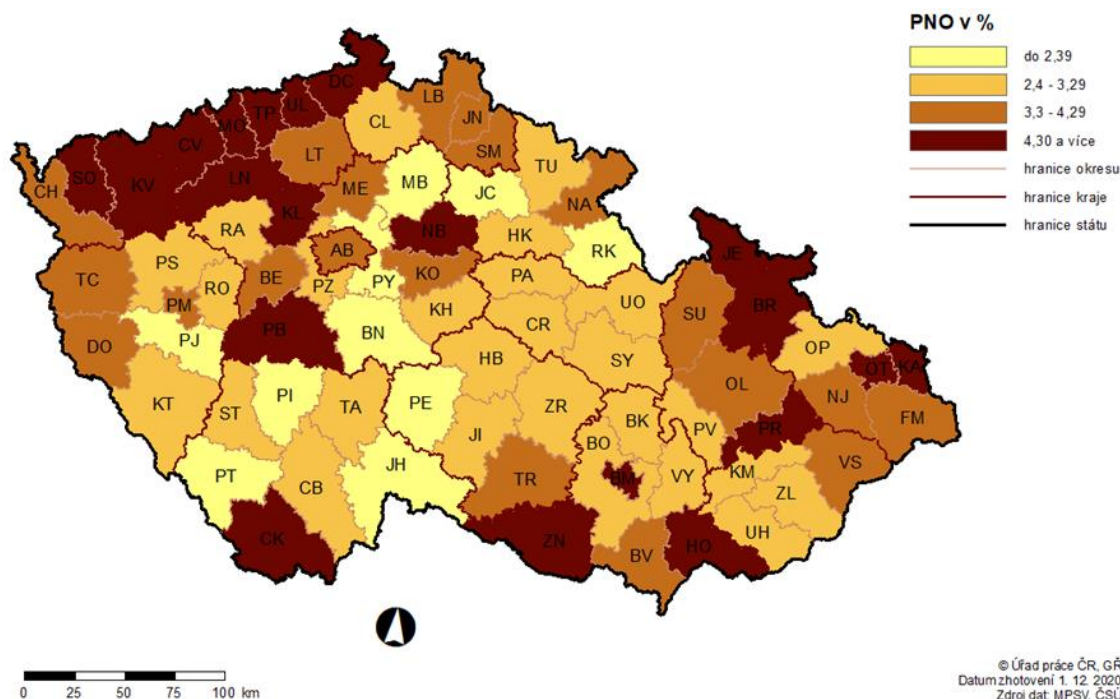 PNO v %
do 2,39
2,4 - 3,29
3,3 - 4,29
4,30 a více
hranice okresu
hranice kraje
hranice státu
DC
LB
JN
UL
TP
MO
CL
SM
CV
LT
TU
SO
KV
LN
ME
MB
JC
CH
NA
KL
RA
NB
HK
RK
AB
PS
BE
KO
PA
JE
TC
RO
PZ
PY
BR
PM
KH
UO
SU
PB
BN
CR
DO
PJ
OP
SY
HB
OT
KA
OL
NJ
PI
PE
KT
ST
TA
ZR
FM
BK
PV
PR
JI
BO
VS
JH
KM
PT
TR
BM
VY
CB
ZL
UH
CK
ZN
HO
BV
0 25 50 75 100 km
© Úřad práce ČR, GŘ
Datum zhotovení 1. 12. 2020
Zdroj dat: MPSV, ČSÚ